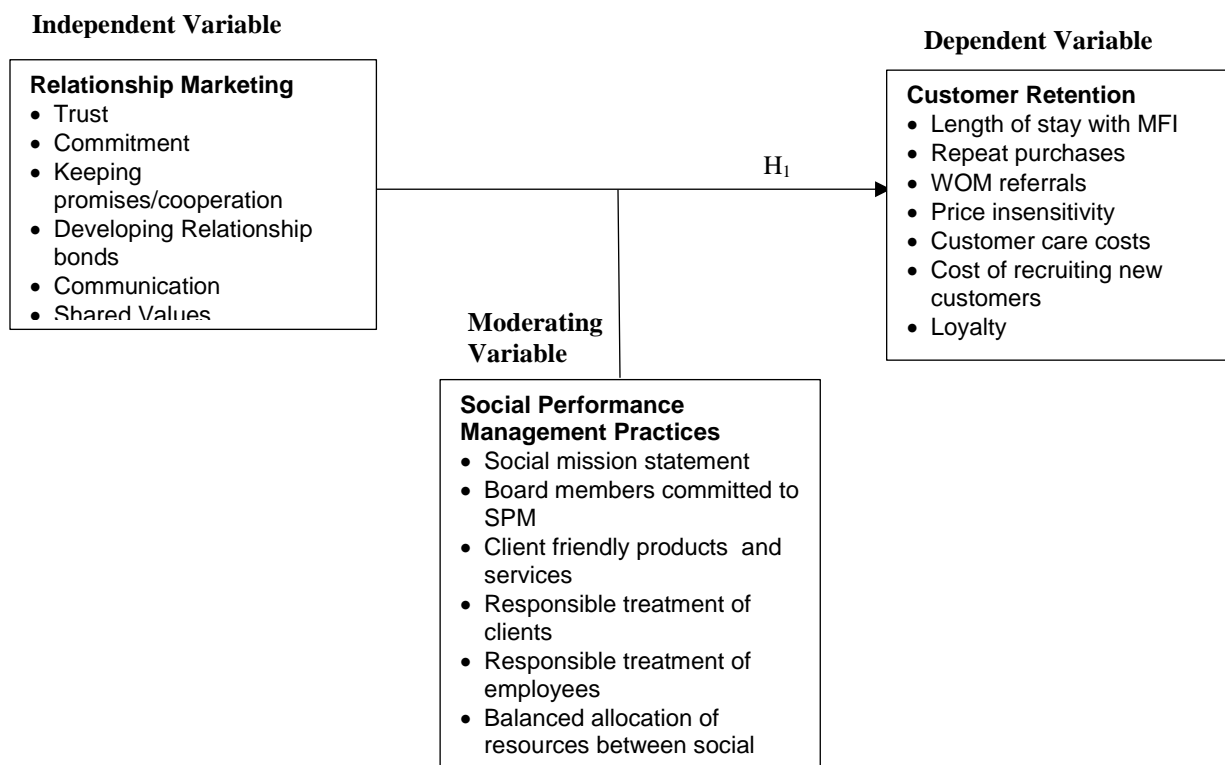 Independent Variable
Relationship Marketing
• Trust
• Commitment
• Keeping
promises/cooperation
• Developing Relationship
bonds
• Communication
• Shared Values
Dependent Variable
Customer Retention
• Length of stay with MFI
• Repeat purchases
• WOM referrals
• Price insensitivity
• Customer care costs
• Cost of recruiting new
customers
• Loyalty
H₁
Moderating
Variable
Social Performance
Management Practices
• Social mission statement
• Board members committed to
SPM
• Client friendly products and
services
• Responsible treatment of
clients
• Responsible treatment of
employees
• Balanced allocation of
resources between social